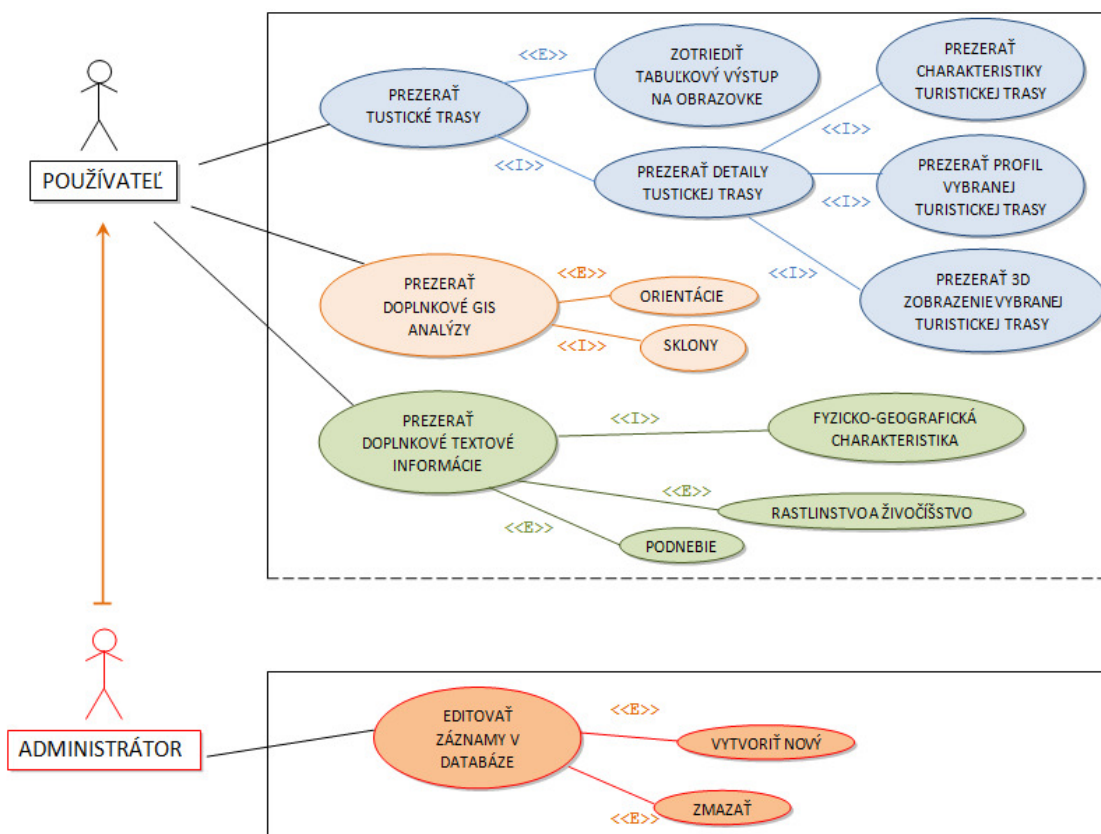 <<E>>
ZOTRIEDIŤ
TABUĽKOVÝ VÝSTUP
NA OBRAZOVKE
PREZERAŤ
CHARAKTERISTIKY
TURISTICKEJ TRASY
PREZERAŤ
TUSTICKÉ TRASY
<<I>>
<<I>>
PREZERAŤ DETAILY
TUSTICKEJ TRASY
PREZERAŤ PROFIL
VYBRANEJ
TURISTICKEJ TRASY
<<I>>
POUŽÍVATEĽ
<<I>>
PREZERAŤ 3D
ZOBRAZENIE VYBRANEJ
TURISTICKEJ TRASY
PREZERAŤ
DOPLNKOVÉ GIS
ANALÝZY
<<E>>
ORIENTÁCIE
<<I>>
SKLONY
PREZERAŤ
DOPLNKOVÉ TEXTOVÉ
INFORMÁCIE
<<I>>
FYZICKO-GEOGRAFICKÁ
CHARAKTERISTIKA
<<E>>
RASTLINSTVO A ŽIVOČÍŠSTVO
<<E>>
PODNEBIE
ADMINISTRÁTOR
EDITOVAŤ
ZÁZNAMY V
DATABÁZE
<<E>>
VYTVORIŤ NOVÝ
<<E>>
ZMAZAŤ